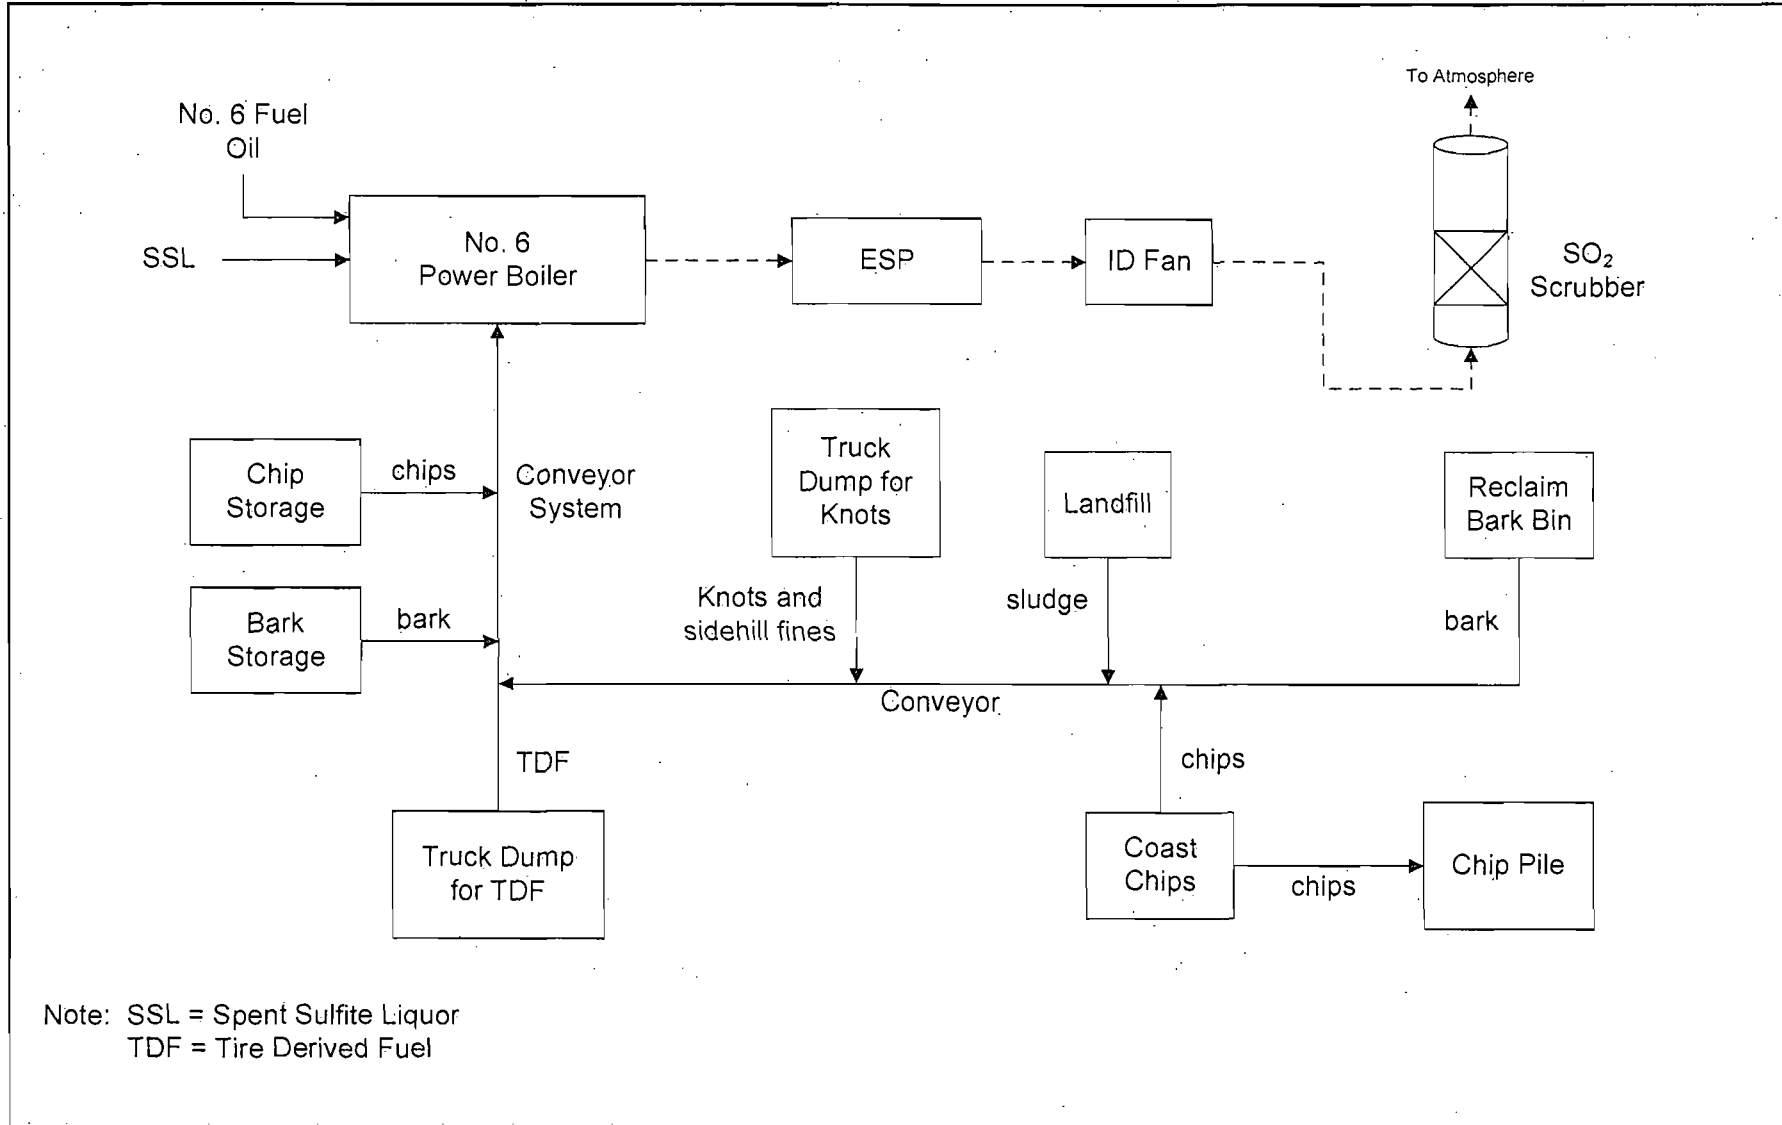 To Atmosphere
No. 6 Fuel
Oil
SSL
No. 6
Power Boiler
ESP
ID Fan
SO₂
Scrubber
Chip
Storage
chips
Conveyor
System
Truck
Dump for
Knots
Landfill
Reclaim
Bark Bin
Bark
Storage
bark
Knots and
sidehill fines
sludge
bark
Conveyor
TDF
chips
Truck Dump
for TDF
Coast
Chips
chips
Chip Pile
Note: SSL = Spent Sulfite Liquor
TDF = Tire Derived Fuel